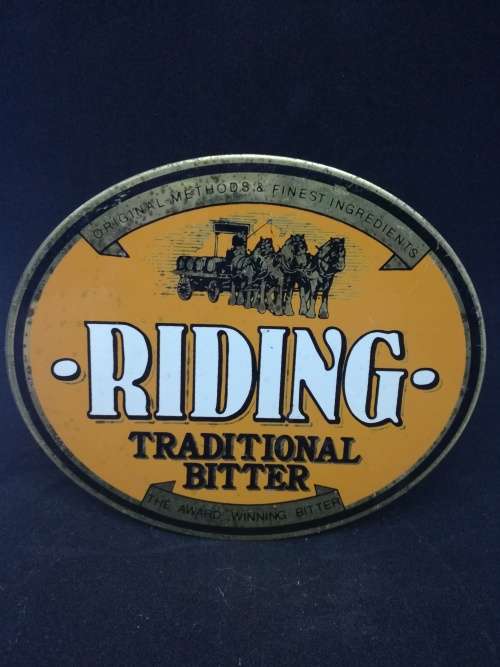 ORIGINAL METHODS & FINEST INGREDIENTS
·RIDING·
TRADITIONAL
BITTER
THE AWARD WINNING BITTER